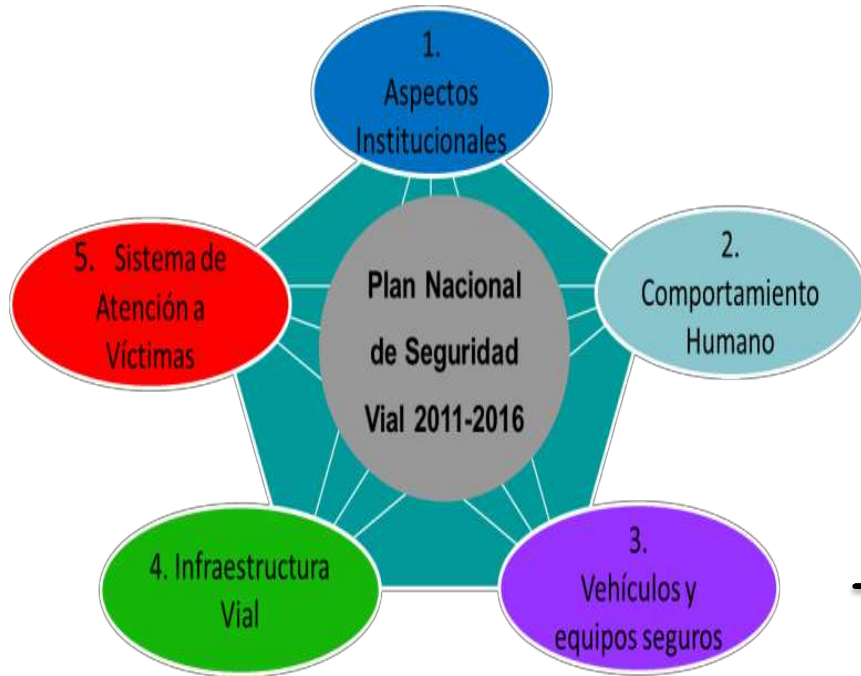 1.
Aspectos
Institucionales
2.
Comportamiento
Humano
3.
Vehículos y
equipos seguros
4. Infraestructura
Vial
5. Sistema de
Atención a
Víctimas
Plan Nacional
de Seguridad
Vial 2011-2016